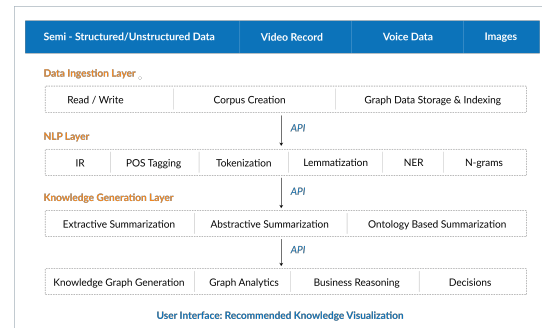 Semi - Structured/Unstructured Data Video Record Voice Data Images
Data Ingestion Layer
Read / Write Corpus Creation Graph Data Storage & Indexing
API
NLP Layer
IR POS Tagging Tokenization Lemmatization NER N-grams
API
Knowledge Generation Layer
Extractive Summarization Abstractive Summarization Ontology Based Summarization
API
Knowledge Graph Generation Graph Analytics Business Reasoning Decisions
User Interface: Recommended Knowledge Visualization